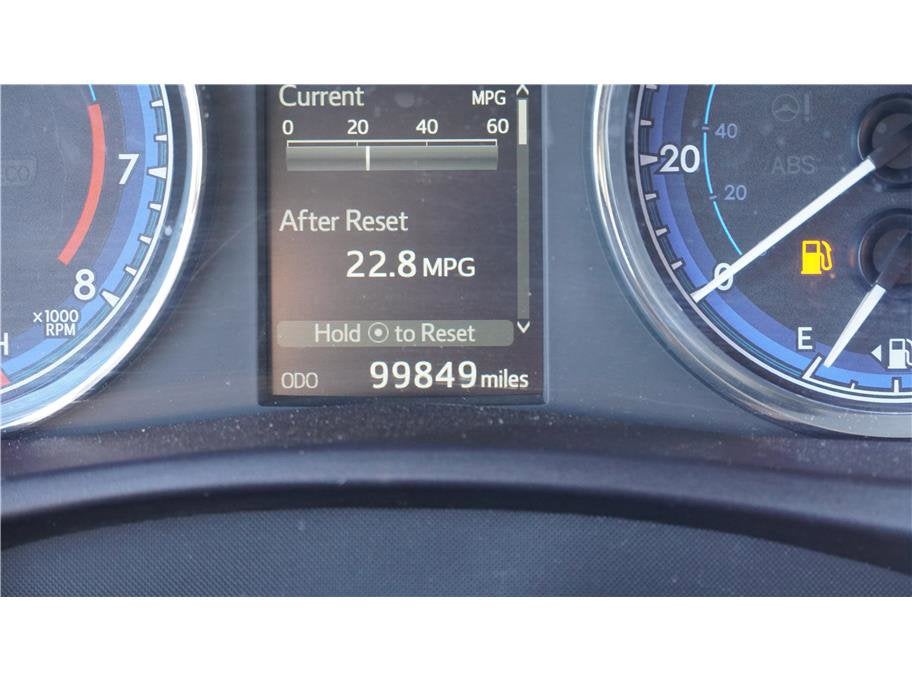 Current MPG
0 20 40 60
After Reset
22.8 MPG
Hold to Reset
ODO 99849 miles
7
8
x1000
RPM
H
40
20
20
0
ABS
E